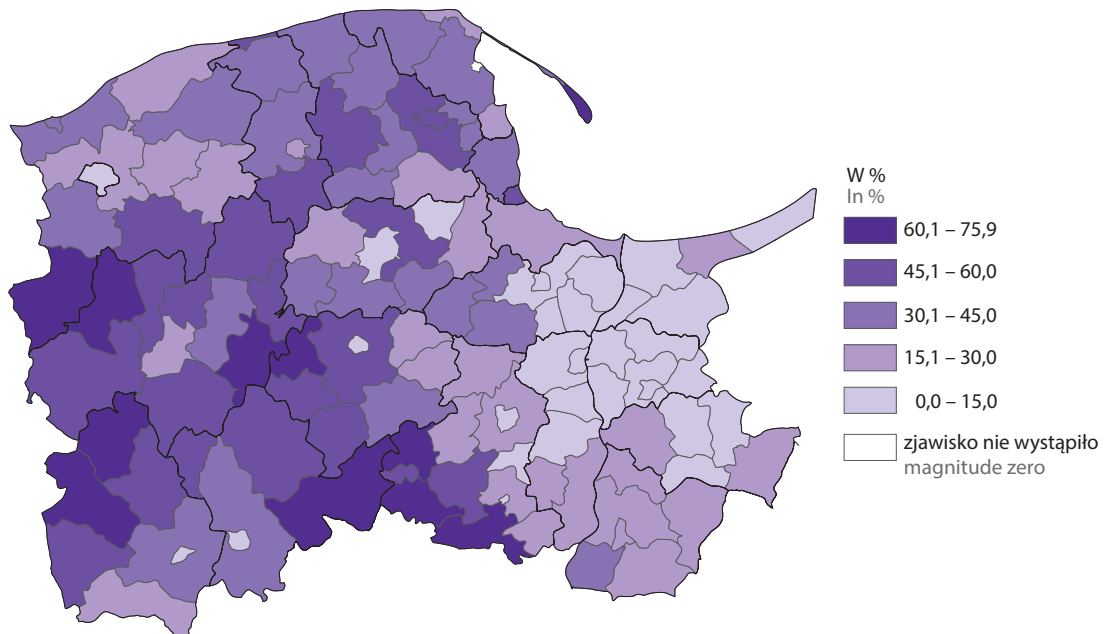 W %
In %
60,1 – 75,9
45,1 – 60,0
30,1 – 45,0
15,1 – 30,0
0,0 – 15,0
zjawisko nie wystąpiło
magnitude zero